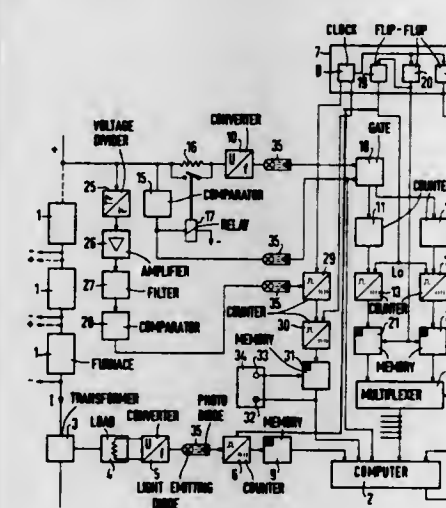 CLOCK FLIP-FLOP
7
8 19 20
VOLTAGE DIVIDER
CONVERTER
16 10 35
+
U f
GATE
18
25 15 COMPARATOR
17
RELAY
-
11 COUNTER
26
AMPLIFIER
35
29
1
27
FILTER
COUNTER 35
Lo
13 COUNTER
30
28
COMPARATOR
MEMORY
31
34 33
21
MEMORY
1
FURNACE
32
MULTIPLEXER
I TRANSFORMER
LOAD CONVERTER
PHOTO DIODE
MEMORY
35
3
4
U f
5
6
9
LIGHT EMITTING DIODE
COUNTER
COMPUTER
2